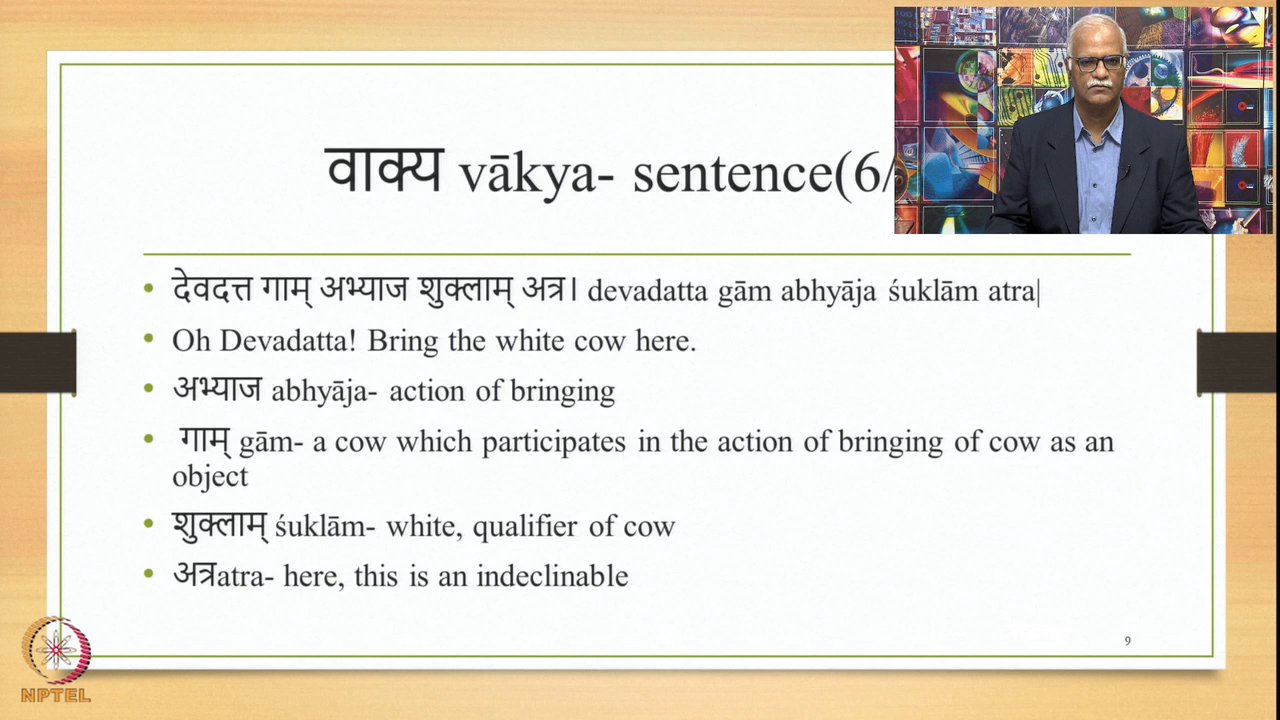 वाक्य vākya- sentence(6/
• देवदत्त गाम् अभ्याज शुक्लाम् अत्र। devadatta gām abhyāja śuklām atra|
• Oh Devadatta! Bring the white cow here.
• अभ्याज abhyāja- action of bringing
• गाम् gām- a cow which participates in the action of bringing of cow as an
object
• शुक्लाम् śuklām- white, qualifier of cow
• अत्रatra- here, this is an indeclinable
9
NPTEL